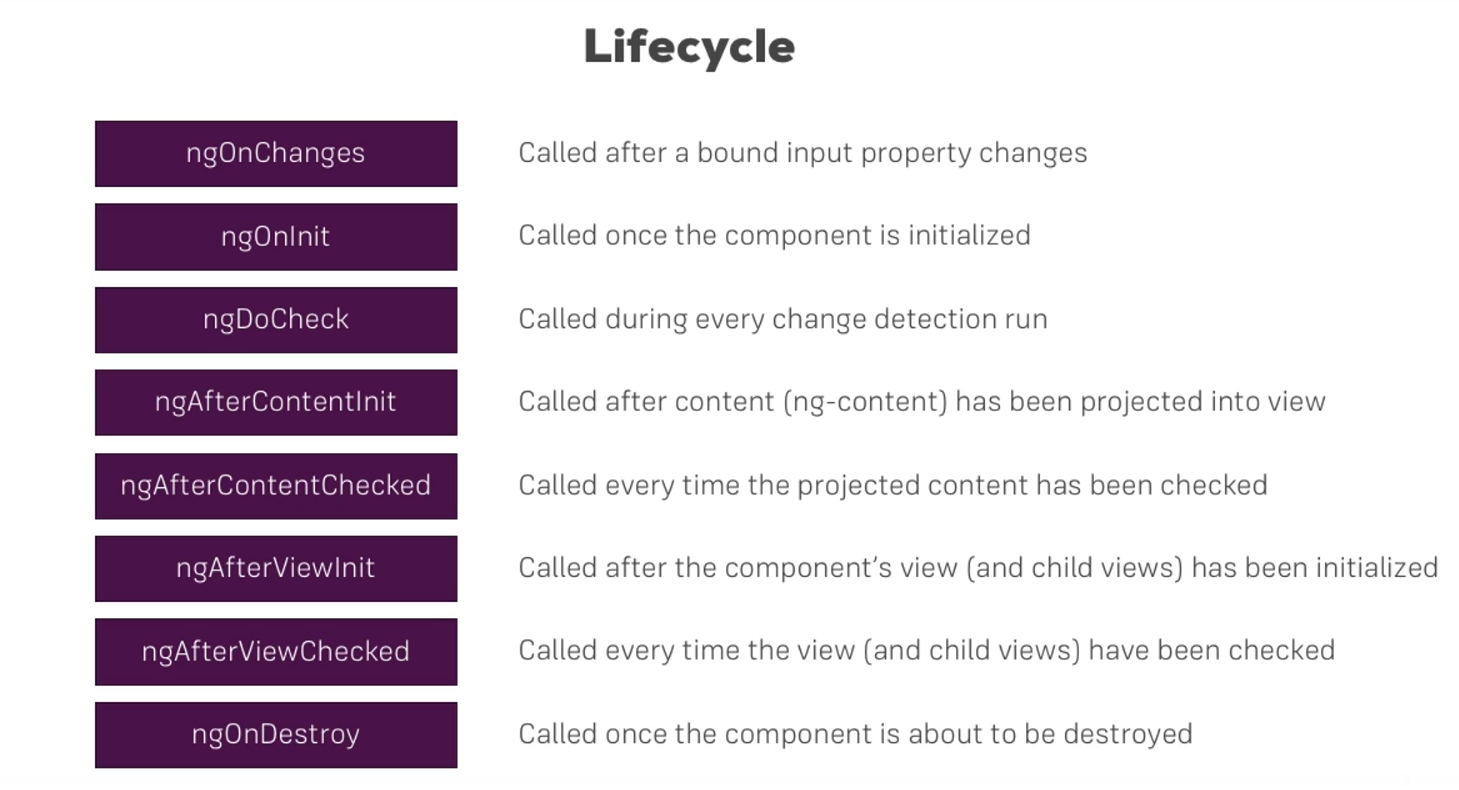 Lifecycle
ngOnChanges Called after a bound input property changes
ngOnInit Called once the component is initialized
ngDoCheck Called during every change detection run
ngAfterContentInit Called after content (ng-content) has been projected into view
ngAfterContentChecked Called every time the projected content has been checked
ngAfterViewInit Called after the component’s view (and child views) has been initialized
ngAfterViewChecked Called every time the view (and child views) have been checked
ngOnDestroy Called once the component is about to be destroyed